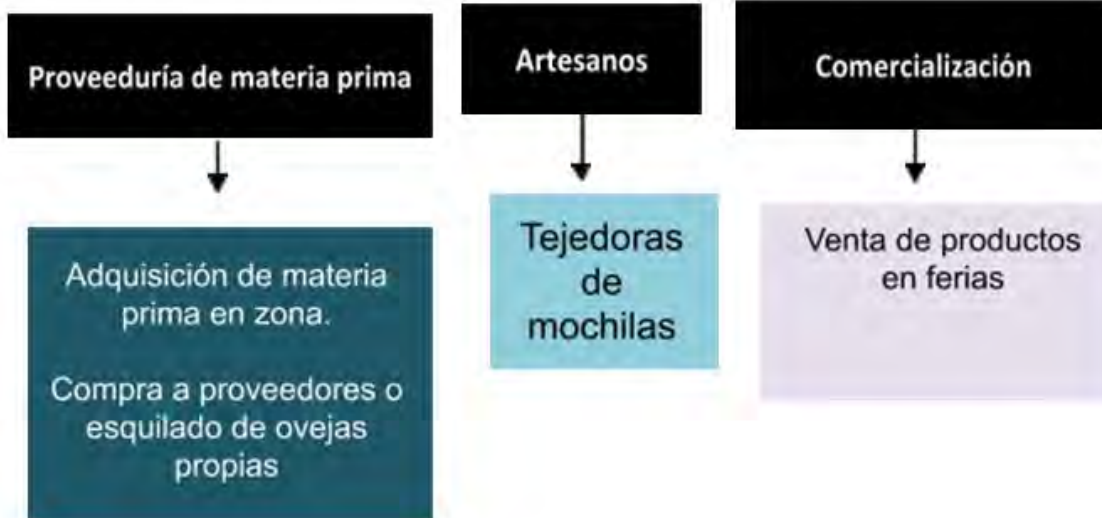 Proveeduría de materia prima
Artesanos
Comercialización
Adquisición de materia
prima en zona.
Compra a proveedores o
esquilado de ovejas
propias
Tejedoras
de
mochilas
Venta de productos
en ferias